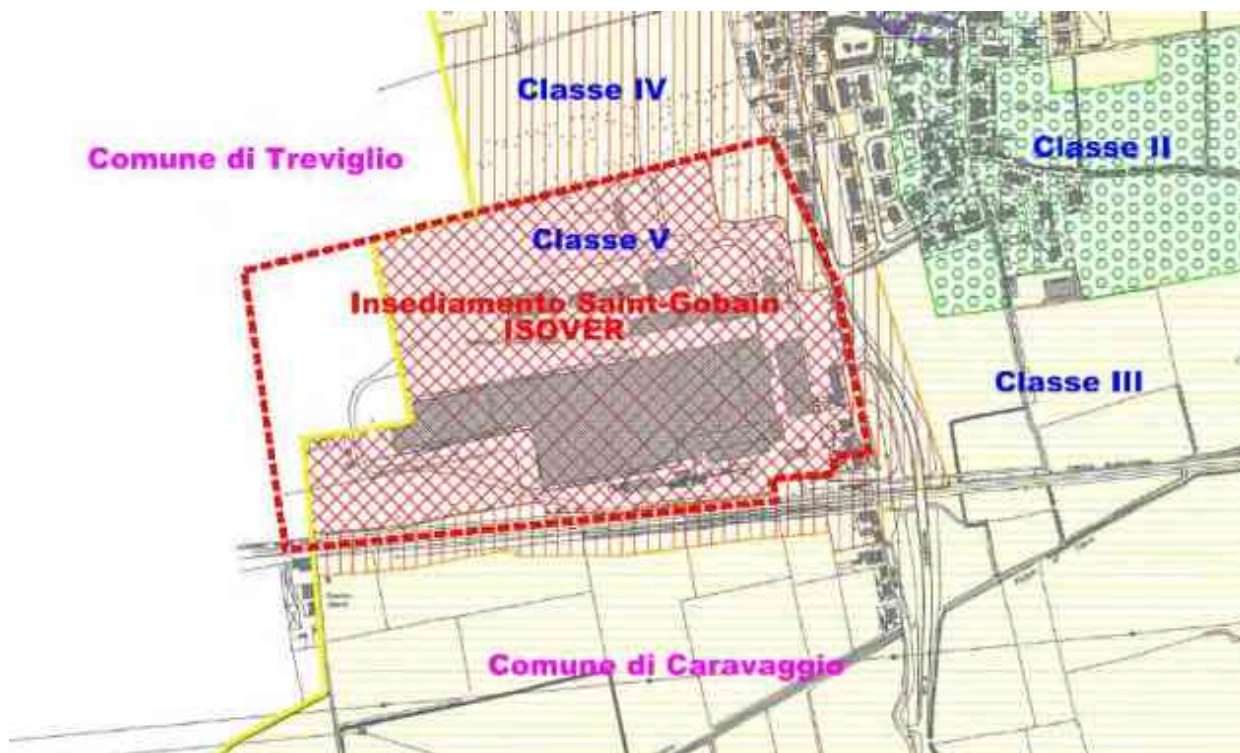 Classe IV
Comune di Treviglio
Classe II
Classe V
Insediamento Saint-Gobain
ISOVER
Classe III
Comune di Caravaggio